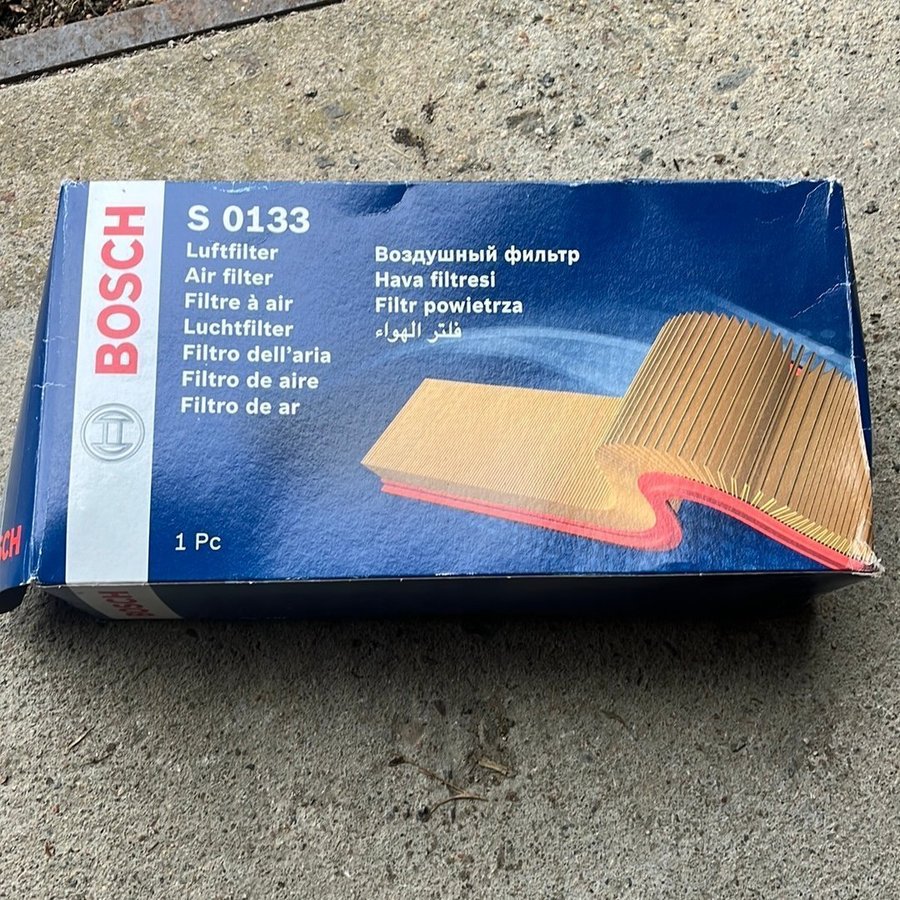 BOSCH
S 0133
Luftfilter
Air filter
Filtre à air
Luchtfilter
Filtro dell'aria
Filtro de aire
Filtro de ar
Воздушный фильтр
Hava filtresi
Filtr powietrza
فلتر الهواء
1 Pc
SCH
BOSCH